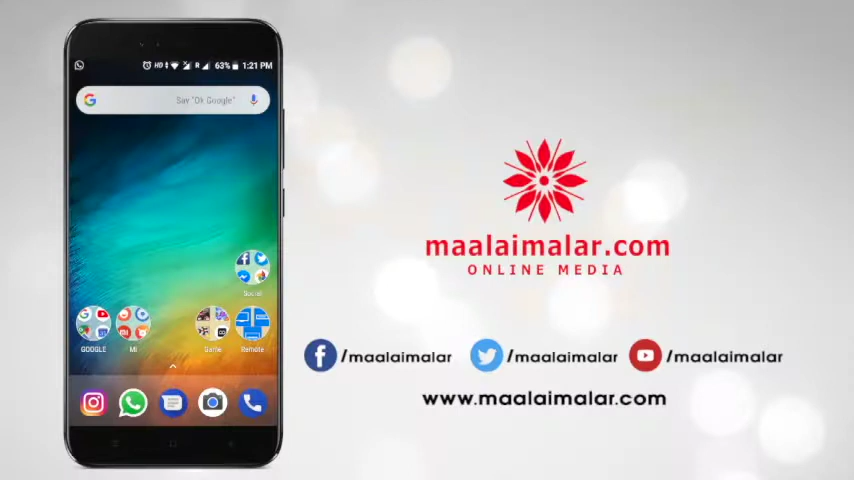 HD R 63% 1:21 PM
Say "Ok Google"
Social
GOOGLE
MI
Game
Remote
maalaimalar.com
ONLINE MEDIA
/maalaimalar
/maalaimalar
/maalaimalar
www.maalaimalar.com